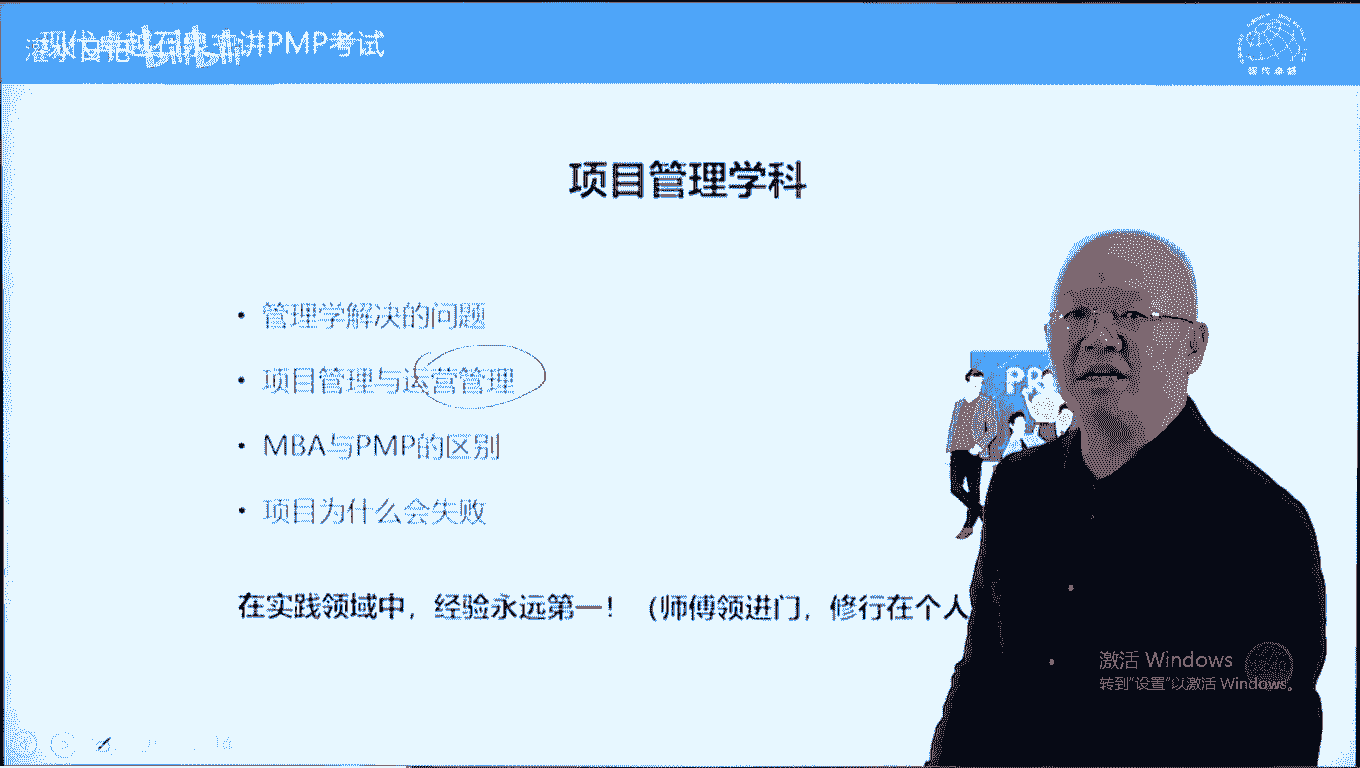 讲PMP考试
现代卓越
项目管理学科
• 管理学解决的问题
• 项目管理与运营管理
• MBA与PMP的区别
• 项目为什么会失败
在实践领域中，经验永远第一！（师傅领进门，修行在个人
激活 Windows
转到"设置"以激活 Windows。